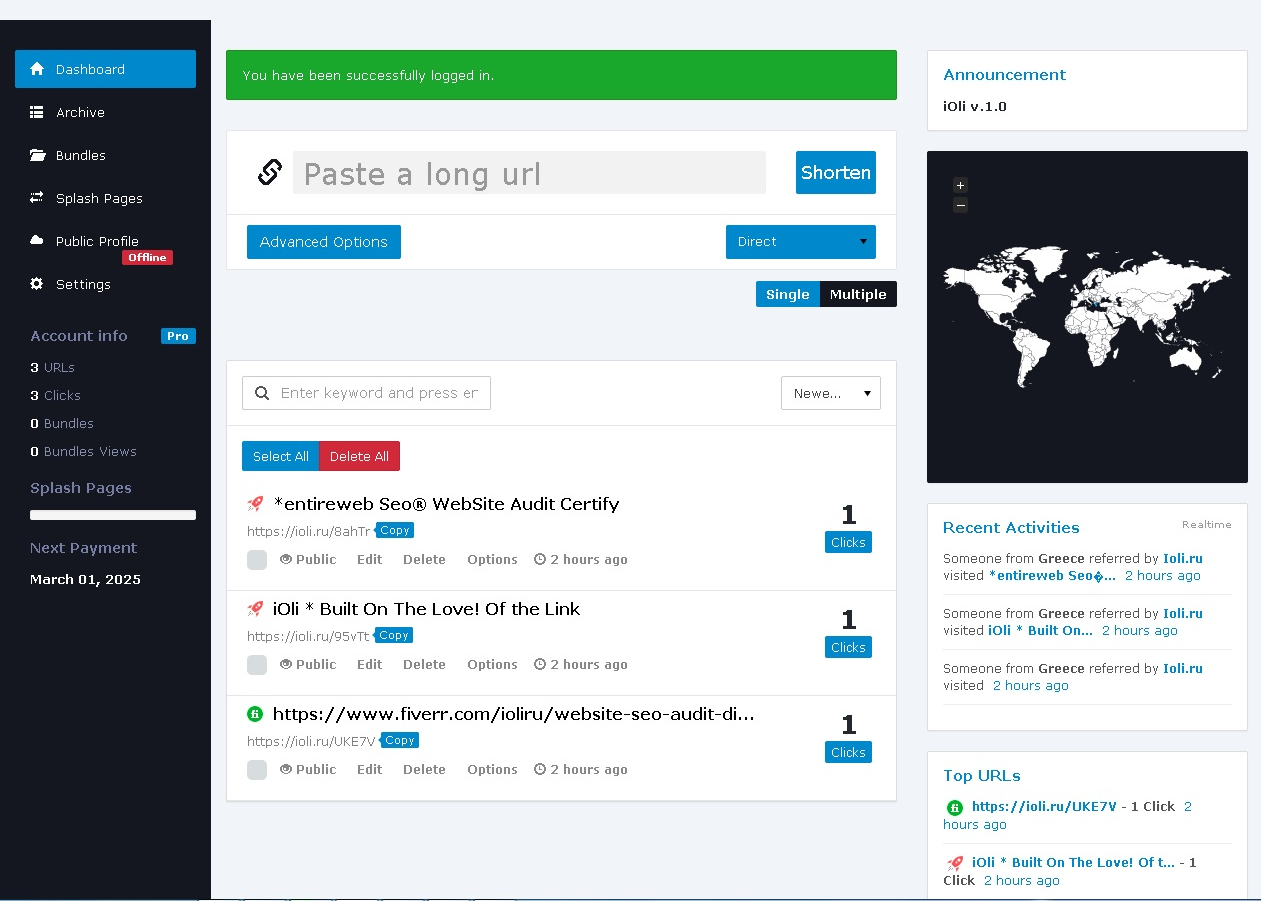 Dashboard
Archive
Bundles
Splash Pages
Public Profile
Offline
Settings
Account info Pro
3 URLs
3 Clicks
0 Bundles
0 Bundles Views
Splash Pages
Next Payment
March 01, 2025
You have been successfully logged in.
Paste a long url
Shorten
Advanced Options
Direct
Single Multiple
Enter keyword and press er
Newe...
Select All Delete All
*entireweb Seo® WebSite Audit Certify
https://ioli.ru/8ahTr Copy
Public Edit Delete Options 2 hours ago
1
Clicks
iOli * Built On The Love! Of the Link
https://ioli.ru/95vTt Copy
Public Edit Delete Options 2 hours ago
1
Clicks
fi https://www.fiverr.com/ioliru/website-seo-audit-di...
https://ioli.ru/UKE7V Copy
Public Edit Delete Options 2 hours ago
1
Clicks
Announcement
iOli v.1.0
+
−
Recent Activities Realtime
Someone from Greece referred by Ioli.ru
visited *entireweb Seo�... 2 hours ago
Someone from Greece referred by Ioli.ru
visited iOli * Built On... 2 hours ago
Someone from Greece referred by Ioli.ru
visited 2 hours ago
Top URLs
fi https://ioli.ru/UKE7V - 1 Click 2
hours ago
iOli * Built On The Love! Of t... - 1
Click 2 hours ago